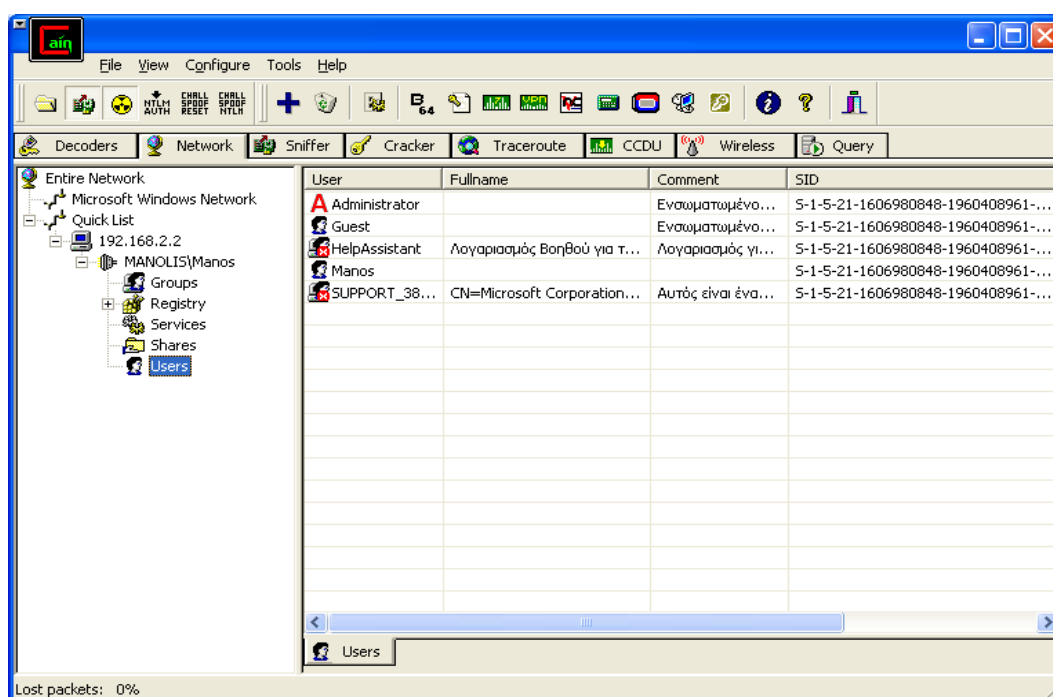 Cain
File View Configure Tools Help
NTLM AUTH CHALL SPOOF RESET CHALL SPOOF NTLM B64
Decoders Network Sniffer Cracker Traceroute CCDU Wireless Query
Entire Network
Microsoft Windows Network
Quick List
192.168.2.2
MANOLIS\Manos
Groups
Registry
Services
Shares
Users
User Fullname Comment SID
Administrator Ενσωματωμένο... S-1-5-21-1606980848-1960408961-...
Guest Ενσωματωμένο... S-1-5-21-1606980848-1960408961-...
HelpAssistant Λογαριασμός Βοηθού για τ... Λογαριασμός γι... S-1-5-21-1606980848-1960408961-...
Manos S-1-5-21-1606980848-1960408961-...
SUPPORT_38... CN=Microsoft Corporation... Αυτός είναι ένα... S-1-5-21-1606980848-1960408961-...
Users
Lost packets: 0%